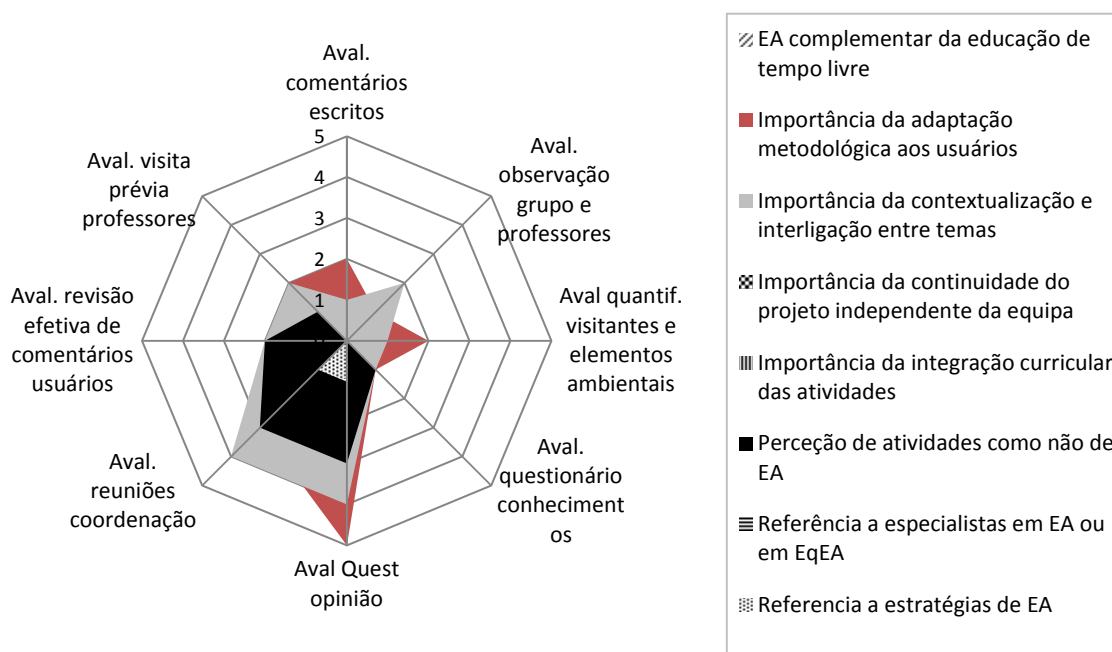 Aval.
comentários
escritos
Aval.
observação
grupo e
professores
Aval quantif.
visitantes e
elementos
ambientais
Aval.
questionário
conheciment
os
Aval Quest
opinião
Aval.
reuniões
coordenação
Aval. revisão
efetiva de
comentários
usuários
Aval. visita
prévia
professores
5
4
3
2
1
EA complementar da educação de
tempo livre
Importância da adaptação
metodológica aos usuários
Importância da contextualização e
interligação entre temas
Importância da continuidade do
projeto independente da equipa
Importância da integração curricular
das atividades
Perceção de atividades como não de
EA
Referência a especialistas em EA ou
em EqEA
Referencia a estratégias de EA